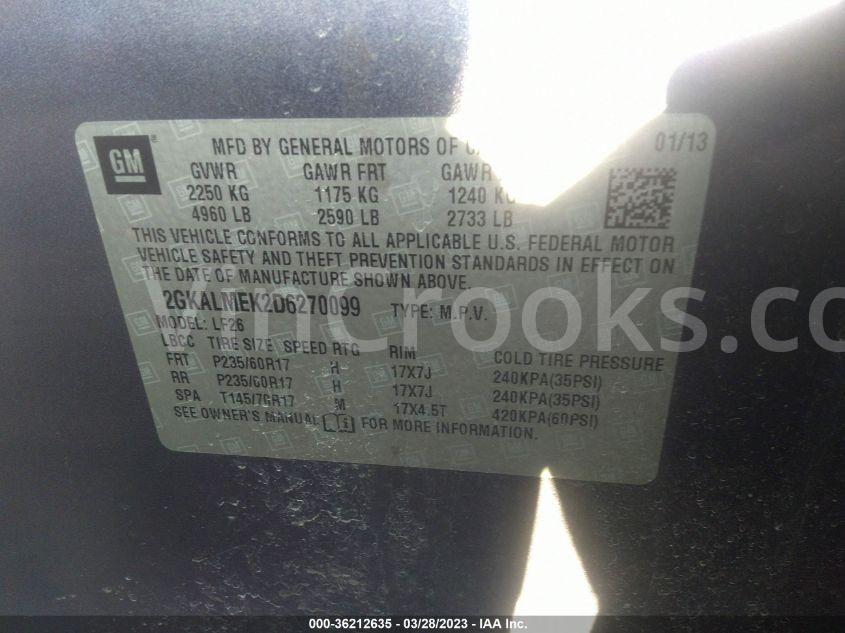 MFD BY GENERAL MOTORS OF 01/13
GM
GVWR GAWR FRT GAWR
2250 KG 1175 KG 1240 KG
4960 LB 2590 LB 2733 LB
THIS VEHICLE CONFORMS TO ALL APPLICABLE U.S. FEDERAL MOTOR
VEHICLE SAFETY AND THEFT PREVENTION STANDARDS IN EFFECT ON
THE DATE OF MANUFACTURE SHOWN ABOVE.
2GKALMEK2D6270099 TYPE: M.P.V.
VinCrooks.com
MODEL: LF26
LBCC TIRE SIZE SPEED RTG RIM COLD TIRE PRESSURE
FRT P235/60R17 H 17X7J 240KPA(35PSI)
RR P235/60R17 H 17X7J 240KPA(35PSI)
SPA T145/70R17 M 17X4.5T 420KPA(60PSI)
SEE OWNER'S MANUAL FOR MORE INFORMATION.
000-36212635 - 03/28/2023 - IAA Inc.